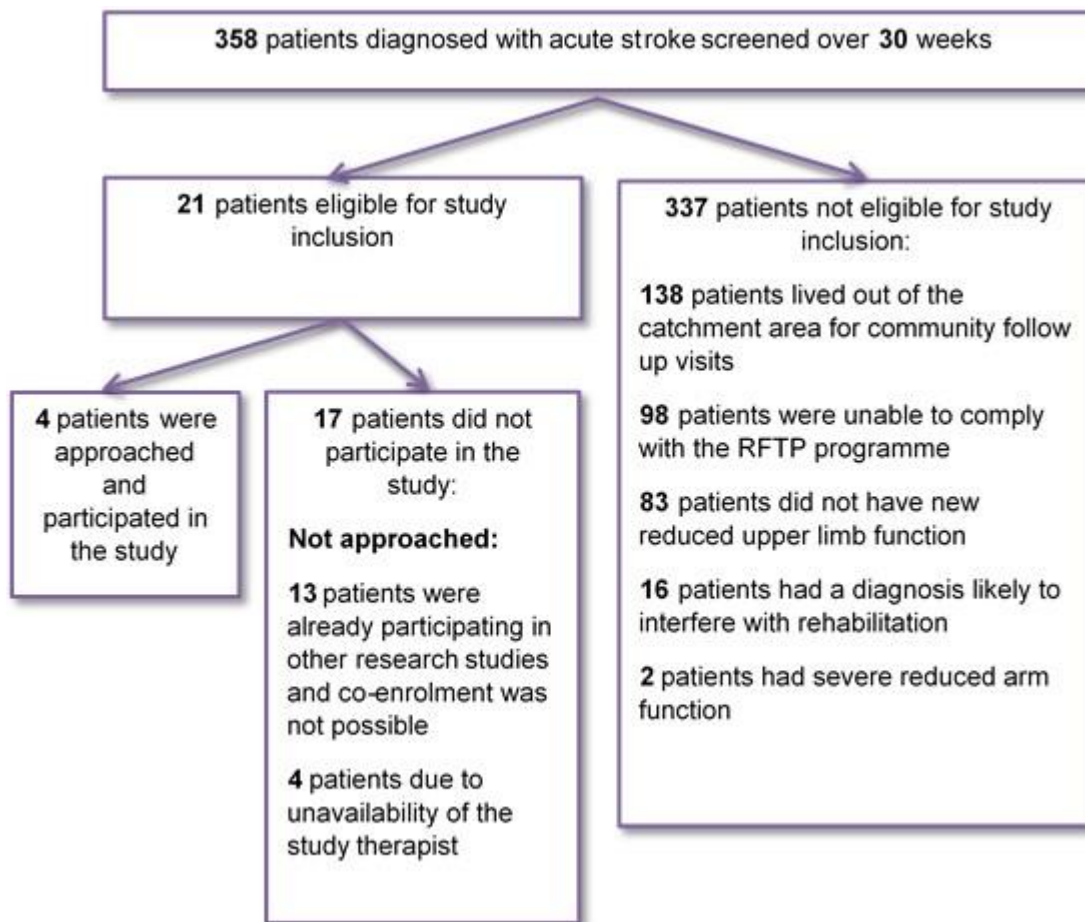 358 patients diagnosed with acute stroke screened over 30 weeks
21 patients eligible for study
inclusion
337 patients not eligible for study
inclusion:
138 patients lived out of the
catchment area for community follow
up visits
98 patients were unable to comply
with the RFTP programme
83 patients did not have new
reduced upper limb function
16 patients had a diagnosis likely to
interfere with rehabilitation
2 patients had severe reduced arm
function
4 patients were
approached
and
participated in
the study
17 patients did not
participate in the
study:
Not approached:
13 patients were
already participating in
other research studies
and co-enrolment was
not possible
4 patients due to
unavailability of the
study therapist